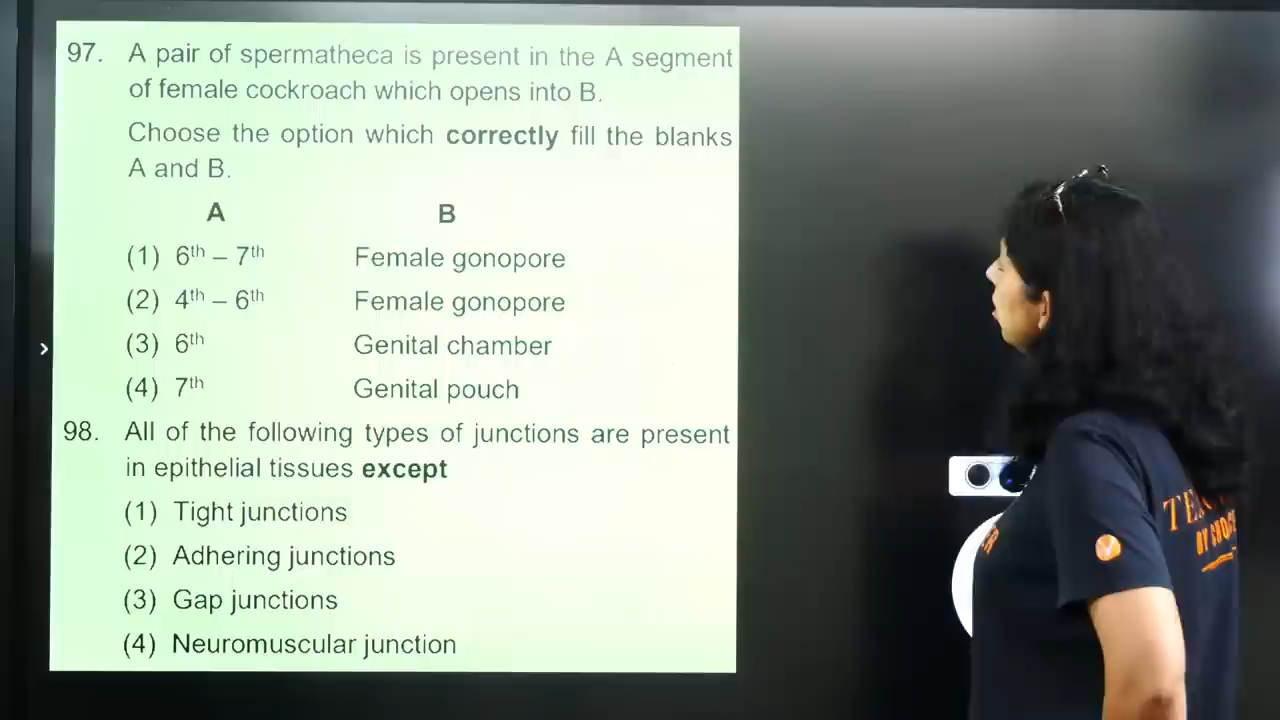 97. A pair of spermatheca is present in the A segment
of female cockroach which opens into B.
Choose the option which correctly fill the blanks
A and B.
A B
(1) 6th – 7th Female gonopore
(2) 4th – 6th Female gonopore
(3) 6th Genital chamber
(4) 7th Genital pouch
98. All of the following types of junctions are present
in epithelial tissues except
(1) Tight junctions
(2) Adhering junctions
(3) Gap junctions
(4) Neuromuscular junction